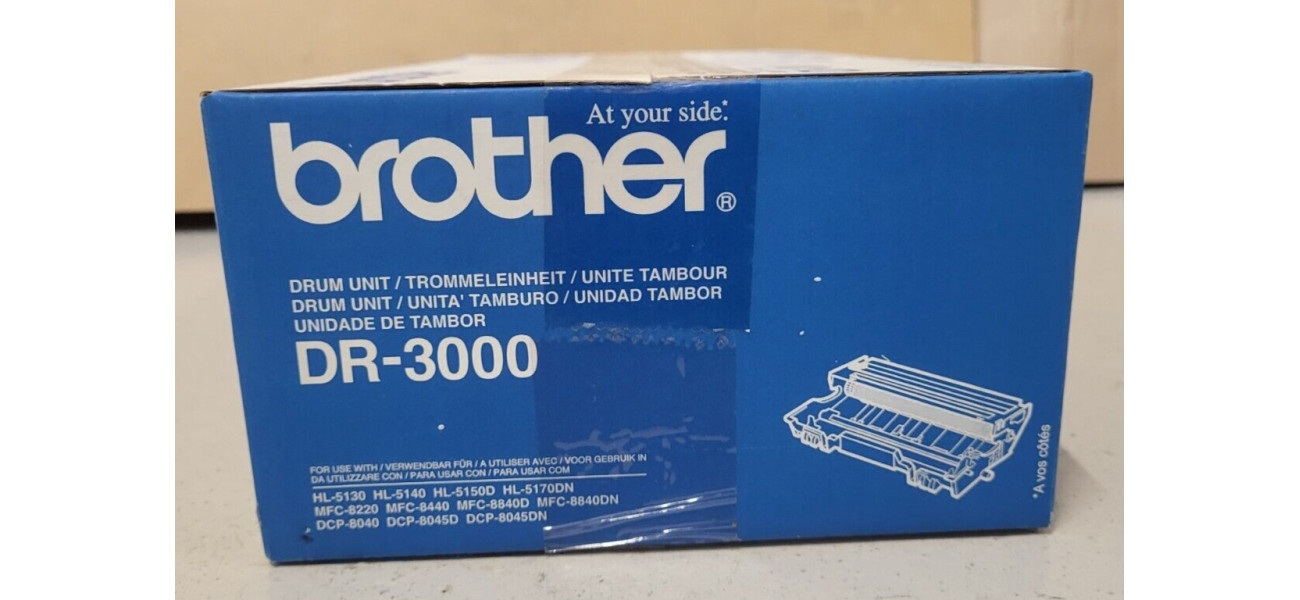 At your side.*
brother®
DRUM UNIT / TROMMELEINHEIT / UNITE TAMBOUR
DRUM UNIT / UNITA' TAMBURO / UNIDAD TAMBOR
UNIDADE DE TAMBOR
DR-3000
FOR USE WITH / VERWENDBAR FÜR / A UTILISER AVEC / VOOR GEBRUIK IN
DA UTILIZZARE CON / PARA USAR CON / PARA USAR COM
HL-5130 HL-5140 HL-5150D HL-5170DN
MFC-8220 MFC-8440 MFC-8840D MFC-8840DN
DCP-8040 DCP-8045D DCP-8045DN
*A vos côtés